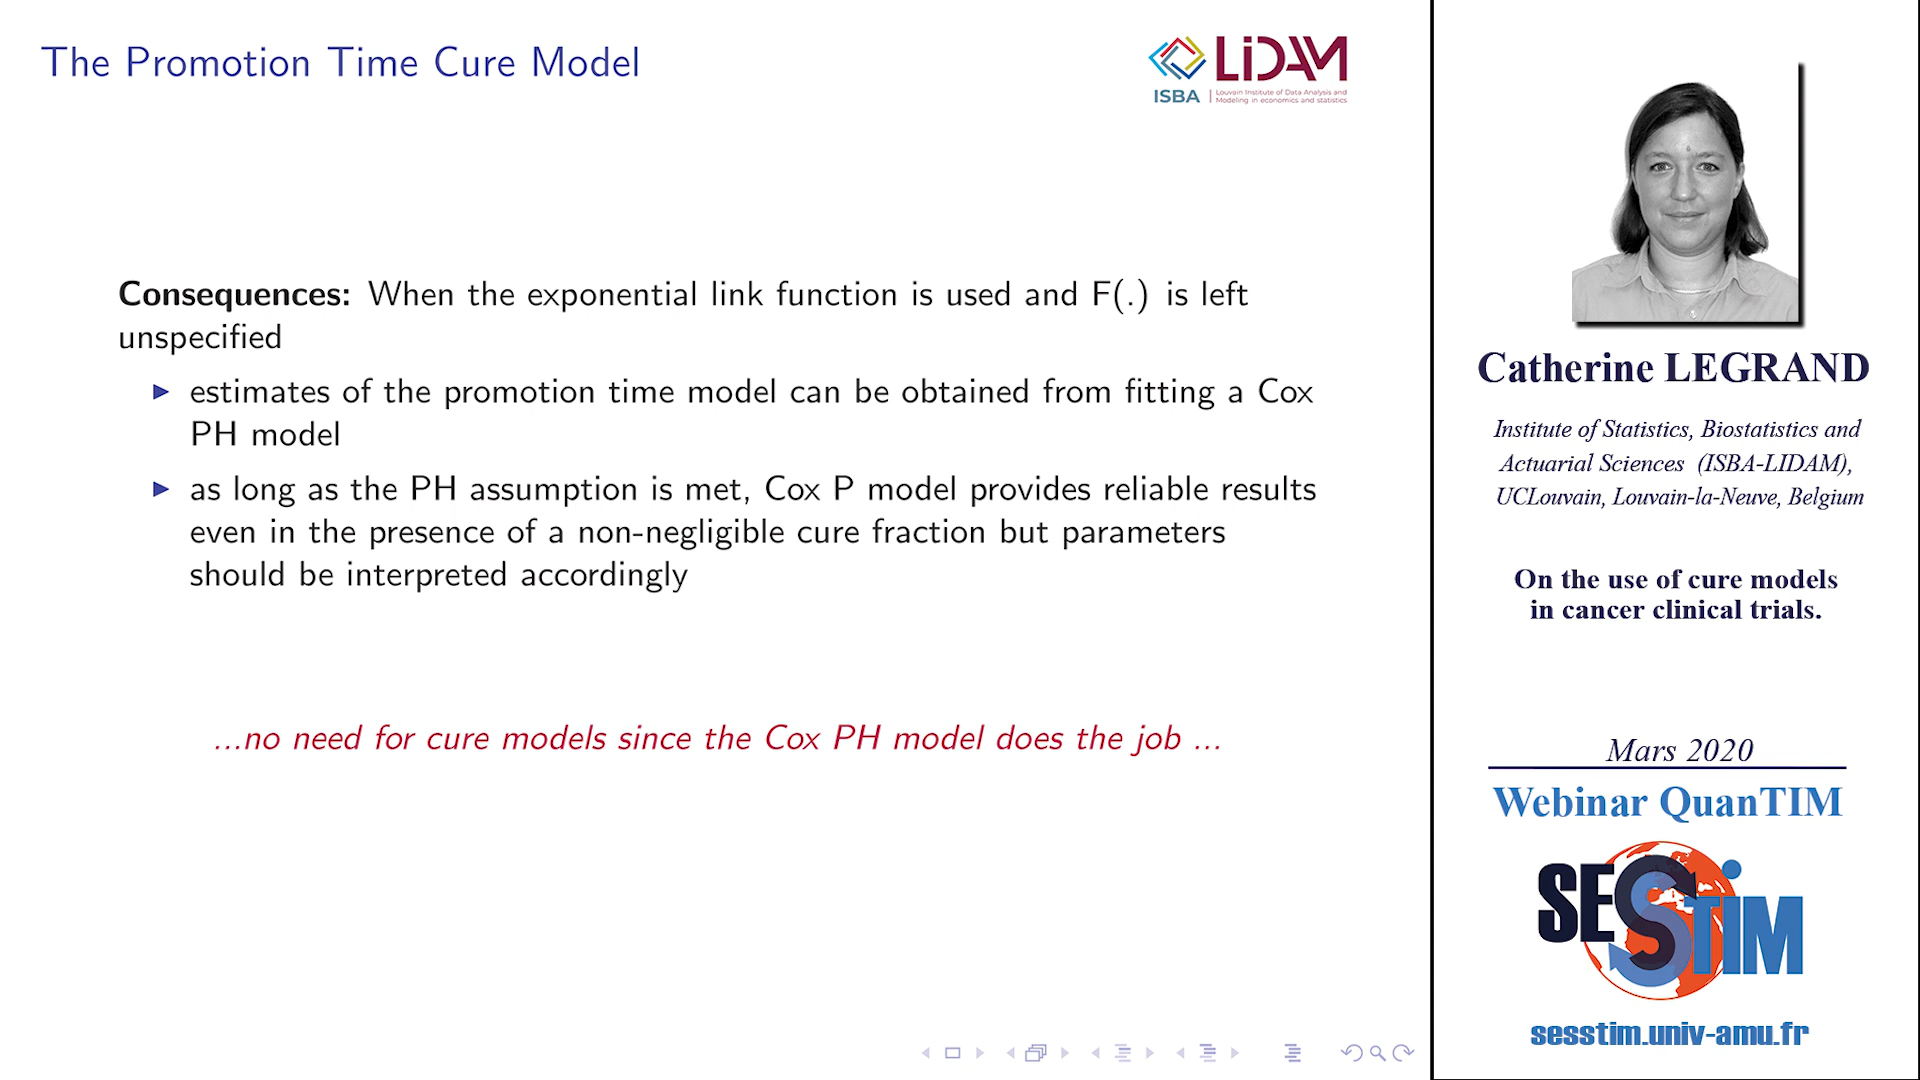 The Promotion Time Cure Model
LiDAM
ISBA
Louvain Institute of Data Analysis and
Modeling in economics and statistics
Consequences: When the exponential link function is used and F(.) is left
unspecified
estimates of the promotion time model can be obtained from fitting a Cox
PH model
as long as the PH assumption is met, Cox P model provides reliable results
even in the presence of a non-negligible cure fraction but parameters
should be interpreted accordingly
...no need for cure models since the Cox PH model does the job ...
Catherine LEGRAND
Institute of Statistics, Biostatistics and
Actuarial Sciences (ISBA-LIDAM),
UCLouvain, Louvain-la-Neuve, Belgium
On the use of cure models
in cancer clinical trials.
Mars 2020
Webinar QuanTIM
SESSTIM
sesstim.univ-amu.fr